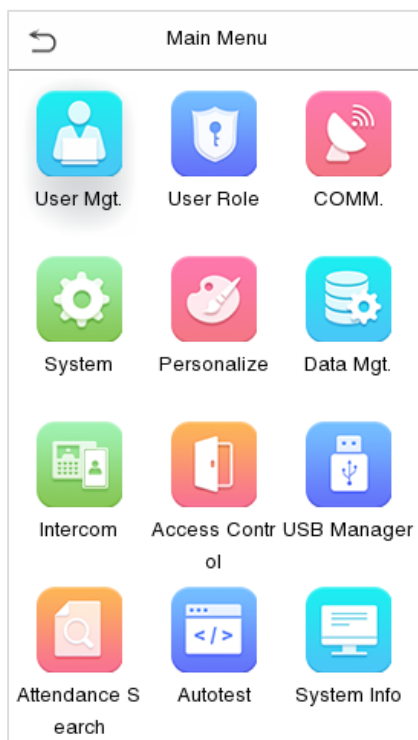 Main Menu
User Mgt.
User Role
COMM.
System
Personalize
Data Mgt.
Intercom
Access Contr
ol
USB Manager
Attendance S
earch
Autotest
</>
System Info